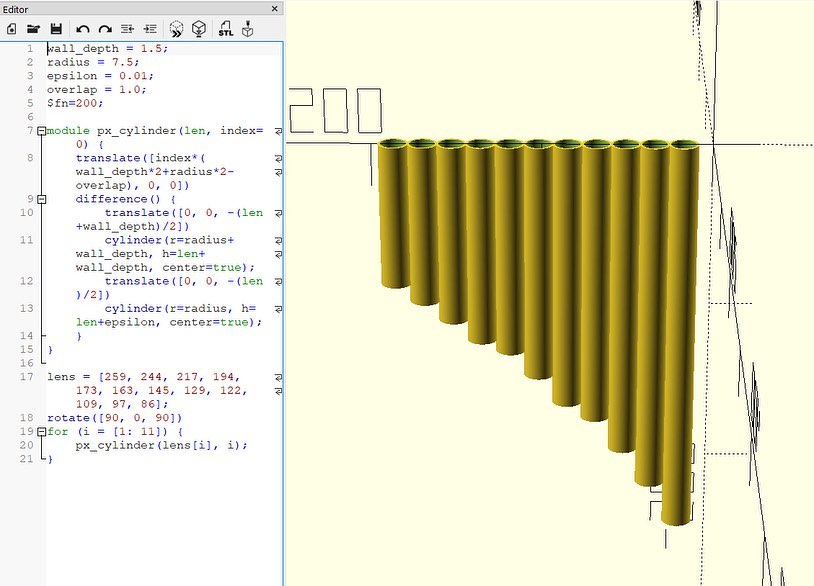 Editor
STL
1 wall_depth = 1.5;
2 radius = 7.5;
3 epsilon = 0.01;
4 overlap = 1.0;
5 $fn=200;
6
7 module px_cylinder(len, index=
0) {
8 translate([index*(
wall_depth*2+radius*2-
overlap), 0, 0])
9 difference() {
10 translate([0, 0, -(len
+wall_depth)/2])
11 cylinder(r=radius+
wall_depth, h=len+
wall_depth, center=true);
12 translate([0, 0, -(len
)/2])
13 cylinder(r=radius, h=
len+epsilon, center=true);
14 }
15 }
16
17 lens = [259, 244, 217, 194,
173, 163, 145, 129, 122,
109, 97, 86];
18 rotate([90, 0, 90])
19 for (i = [1: 11]) {
20 px_cylinder(lens[i], i);
21 }
200